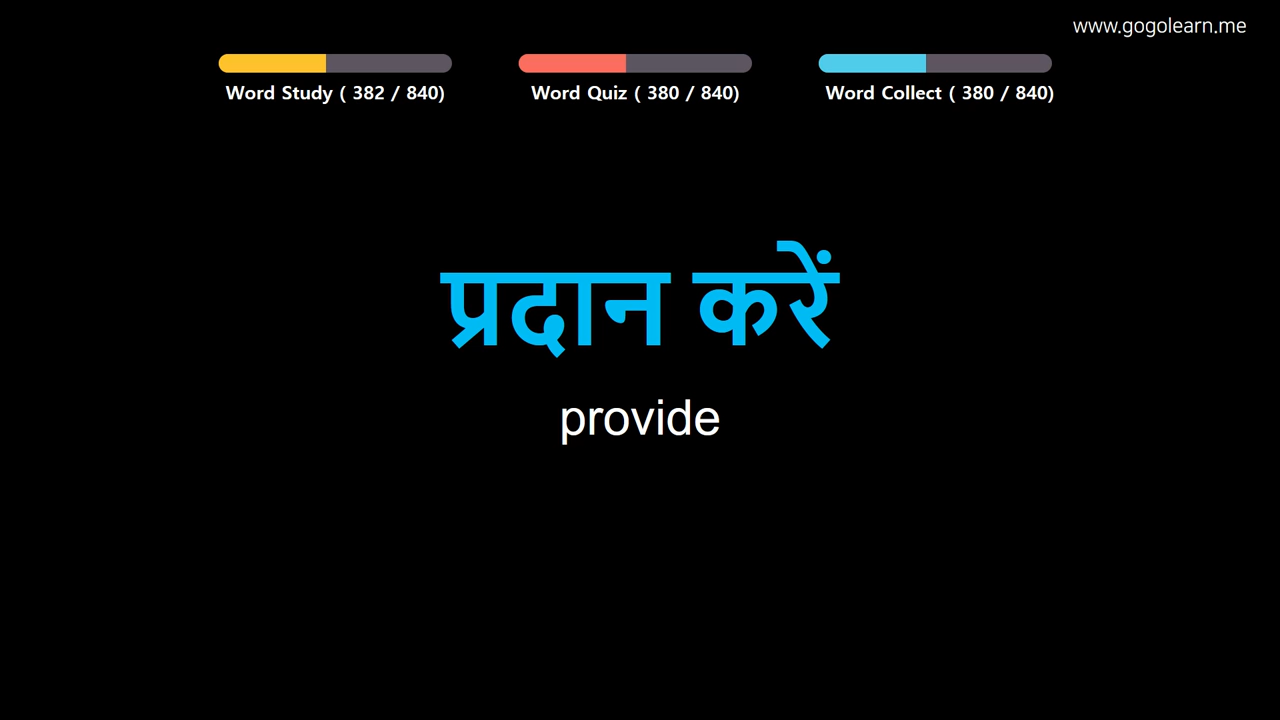 www.gogolearn.me
Word Study ( 382 / 840)
Word Quiz ( 380 / 840)
Word Collect ( 380 / 840)
प्रदान करें
provide